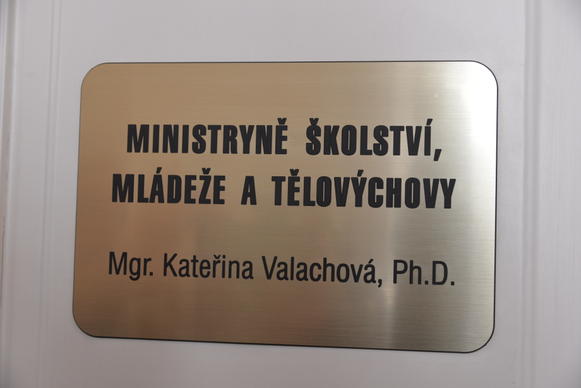 MINISTRYNĚ ŠKOLSTVÍ,
MLÁDEŽE A TĚLOVÝCHOVY
Mgr. Kateřina Valachová, Ph.D.